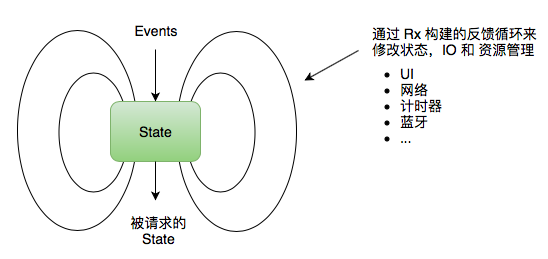 Events
State
被请求的
State
通过 Rx 构建的反馈循环来
修改状态，IO 和 资源管理
• UI
• 网络
• 计时器
• 蓝牙
• ...